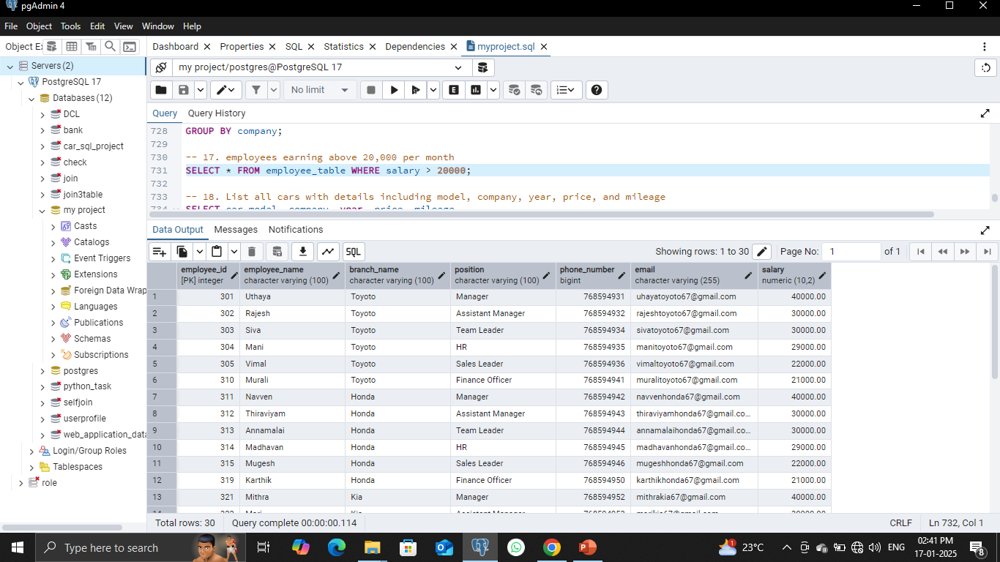 pgAdmin 4
File Object Tools Edit View Window Help
Object Ex
Dashboard Properties SQL Statistics Dependencies myproject.sql
Servers (2)
PostgreSQL 17
Databases (12)
DCL
bank
car_sql_project
check
join
join3table
my project
Casts
Catalogs
Event Triggers
Extensions
Foreign Data Wrap
Languages
Publications
Schemas
Subscriptions
postgres
python_task
selfjoin
userprofile
web_application_data
Login/Group Roles
Tablespaces
role
my project/postgres@PostgreSQL 17
No limit
E
Query Query History
728 GROUP BY company;
729
730 -- 17. employees earning above 20,000 per month
731 SELECT * FROM employee_table WHERE salary > 20000;
732
733 -- 18. List all cars with details including model, company, year, price, and mileage
734 SELECT car_model, company, year, price, mileage
Data Output Messages Notifications
SQL Showing rows: 1 to 30 Page No: 1 of 1
employee_id employee_name branch_name position phone_number email salary
[PK] integer character varying (100) character varying (100) character varying (100) bigint character varying (255) numeric (10,2)
1 301 Uthaya Toyoto Manager 768594931 uhayatoyoto67@gmail.com 40000.00
2 302 Rajesh Toyoto Assistant Manager 768594932 rajeshtoyoto67@gmail.com 30000.00
3 303 Siva Toyoto Team Leader 768594934 sivatoyoto67@gmail.com 30000.00
4 304 Mani Toyoto HR 768594935 manitoyoto67@gmail.com 29000.00
5 305 Vimal Toyoto Sales Leader 768594936 vimaltoyoto67@gmail.com 22000.00
6 310 Murali Toyoto Finance Officer 768594941 muralitoyoto67@gmail.com 21000.00
7 311 Navven Honda Manager 768594942 navvenhonda67@gmail.com 40000.00
8 312 Thiraviyam Honda Assistant Manager 768594943 thiraviyamhonda67@gmail.co... 30000.00
9 313 Annamalai Honda Team Leader 768594944 annamalaihonda67@gmail.co... 30000.00
10 314 Madhavan Honda HR 768594945 madhavanhonda67@gmail.co... 29000.00
11 315 Mugesh Honda Sales Leader 768594946 mugeshhonda67@gmail.com 22000.00
12 319 Karthik Honda Finance Officer 768594950 karthikhonda67@gmail.com 21000.00
13 321 Mithra Kia Manager 768594952 mithrakia67@gmail.com 40000.00
Total rows: 30 Query complete 00:00:00.114 CRLF Ln 732, Col 1
Type here to search
1 23°C ENG 02:41 PM
17-01-2025 8